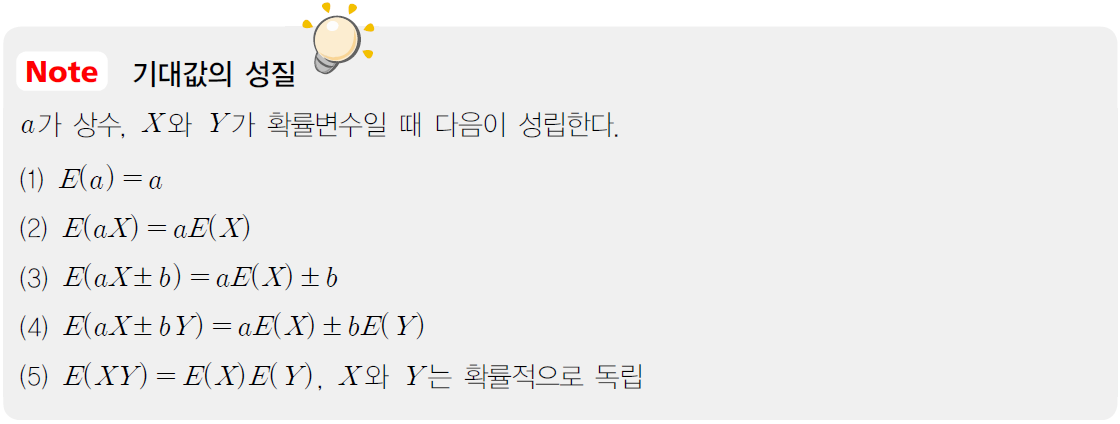 Note 기대값의 성질
a가 상수, X와 Y가 확률변수일 때 다음이 성립한다.
(1) E(a) = a
(2) E(aX) = aE(X)
(3) E(aX ± b) = aE(X) ± b
(4) E(aX ± bY) = aE(X) ± bE(Y)
(5) E(XY) = E(X)E(Y), X와 Y는 확률적으로 독립